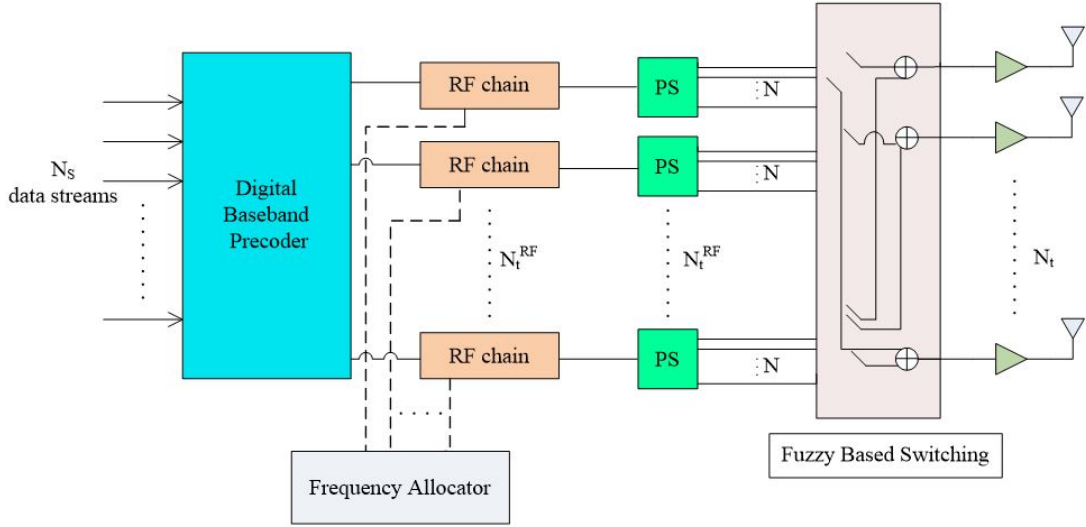 RF chain
PS
N
N_s
data streams
Digital
Baseband
Precoder
RF chain
PS
N
N_t^RF
N_t^RF
N_t
RF chain
PS
N
Frequency Allocator
Fuzzy Based Switching